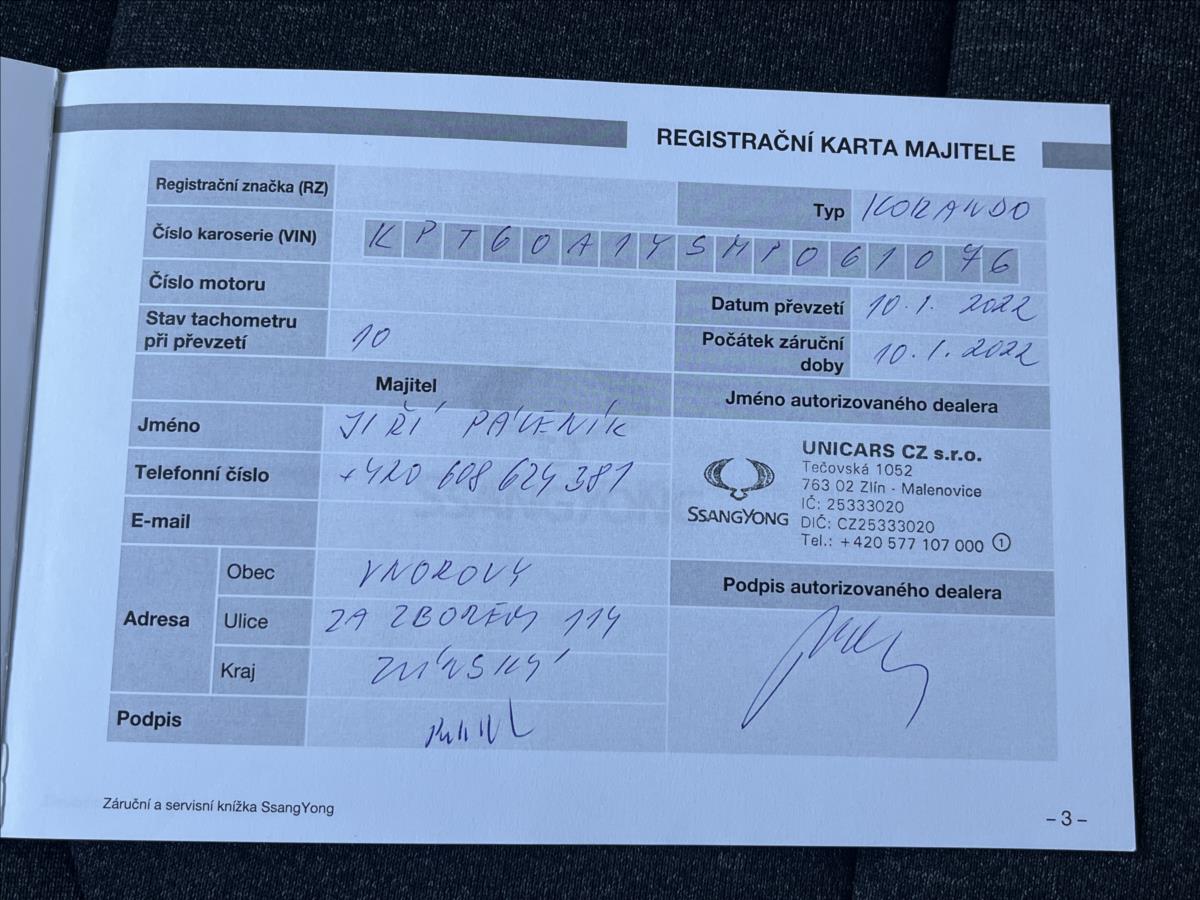 REGISTRAČNÍ KARTA MAJITELE
Registrační značka (RZ)
Typ KORANDO
Číslo karoserie (VIN) KPT60A1YSMP061076
Číslo motoru
Datum převzetí 10.1. 2022
Stav tachometru při převzetí 10
Počátek záruční doby 10.1.2022
Majitel
Jméno autorizovaného dealera
Jméno JIŘÍ PÁLENÍK
Telefonní číslo +420 608 624 381
E-mail
UNICARS CZ s.r.o.
Tečovská 1052
763 02 Zlín - Malenovice
IČ: 25333020
DIČ: CZ25333020
Tel.: +420 577 107 000 1
SSANGYONG
Adresa
Obec VNOROVY
Ulice ZA ZBOREM 114
Kraj ZLÍNSKÝ
Podpis autorizovaného dealera
Podpis
Záruční a servisní knížka SsangYong
– 3 –